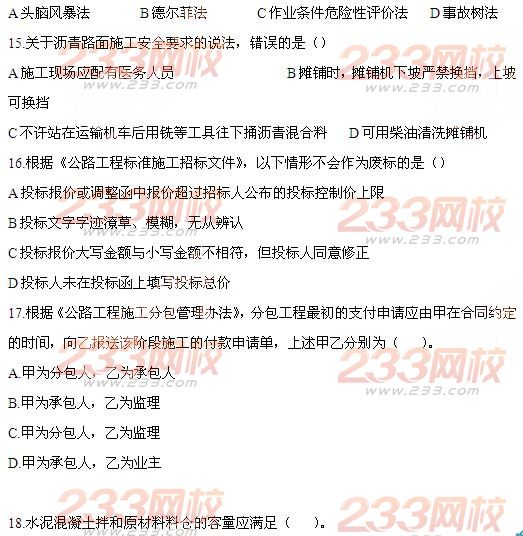 A 头脑风暴法 B 德尔菲法 C 作业条件危险性评价法 D 事故树法
15.关于沥青路面施工安全要求的说法，错误的是（）
A 施工现场应配有医务人员 B 摊铺时，摊铺机下坡严禁换挡，上坡
可换挡
C 不许站在运输机车后用铣等工具往下捅沥青混合料 D 可用柴油清洗摊铺机
16.根据《公路工程标准施工招标文件》，以下情形不会作为废标的是（）
A 投标报价或调整函中报价超过招标人公布的投标控制价上限
B 投标文字字迹潦草、模糊，无从辨认
C 投标报价大写金额与小写金额不相符，但投标人同意修正
D 投标人未在投标函上填写投标总价
17.根据《公路工程施工分包管理办法》，分包工程最初的支付申请应由甲在合同约定
的时间，向乙报送该阶段施工的付款申请单，上述甲乙分别为（ ）。
A.甲为分包人，乙为承包人
B.甲为承包人，乙为监理
C.甲为分包人，乙为监理
D.甲为承包人，乙为业主
18.水泥混凝土拌和原材料料仓的容量应满足（ ）。
233网校
www.233.com